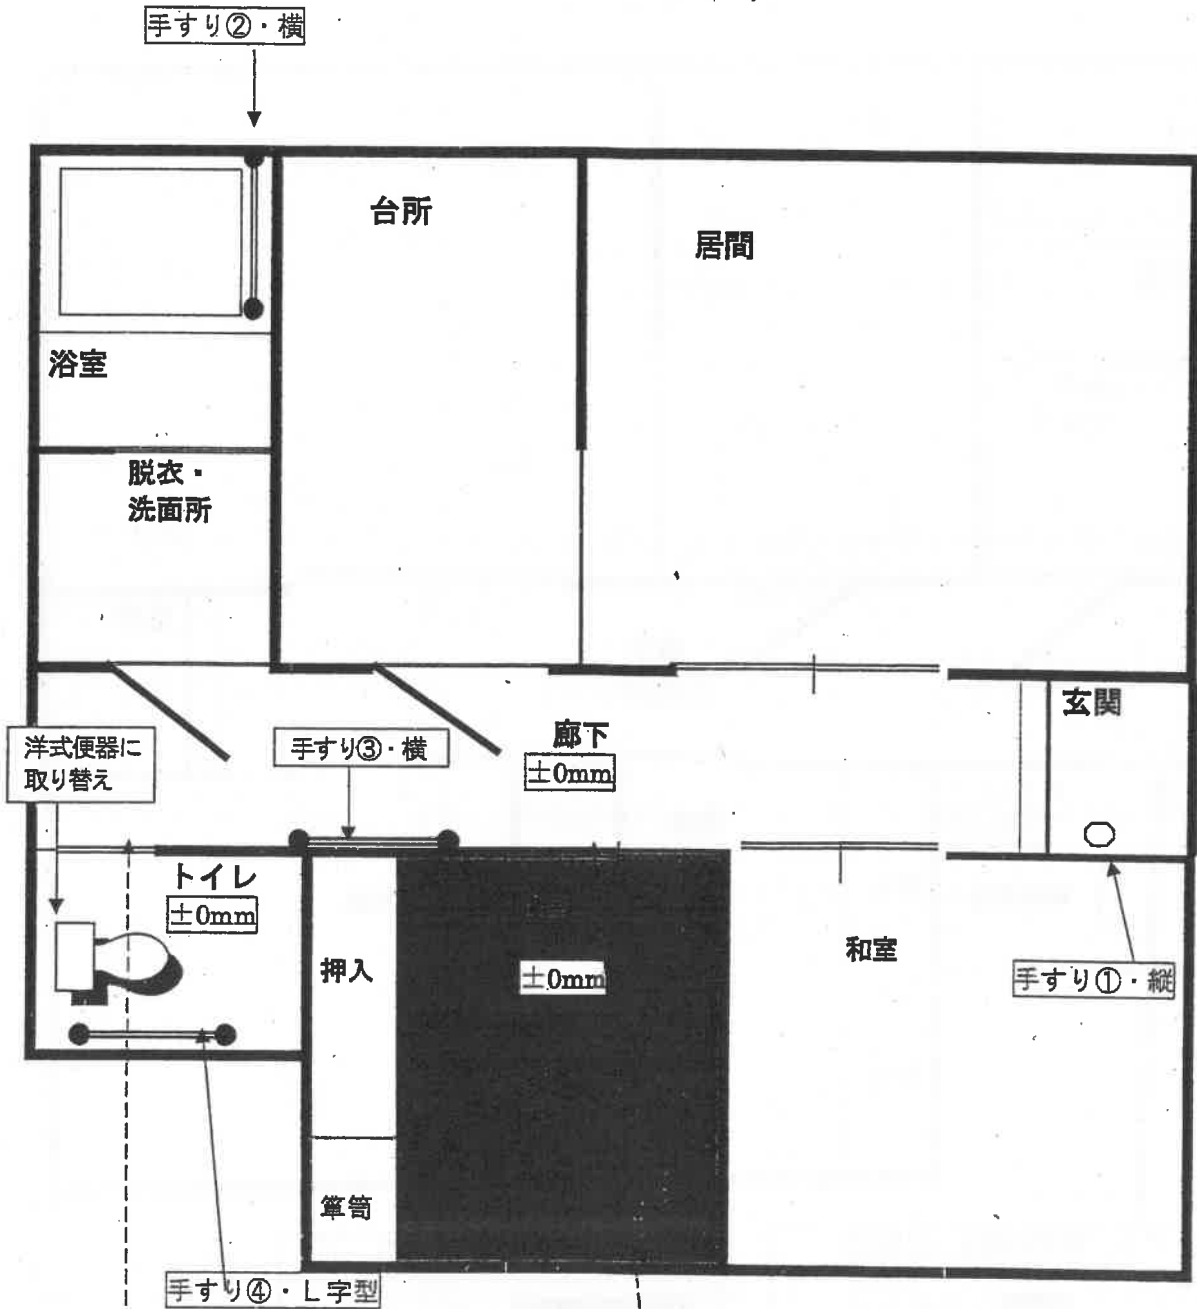 手すり②・横
台所
居間
浴室
脱衣・
洗面所
玄関
廊下
±0mm
洋式便器に
取り替え
手すり③・横
トイレ
±0mm
押入
±0mm
和室
手すり①・縦
箪笥
手すり④・L字型